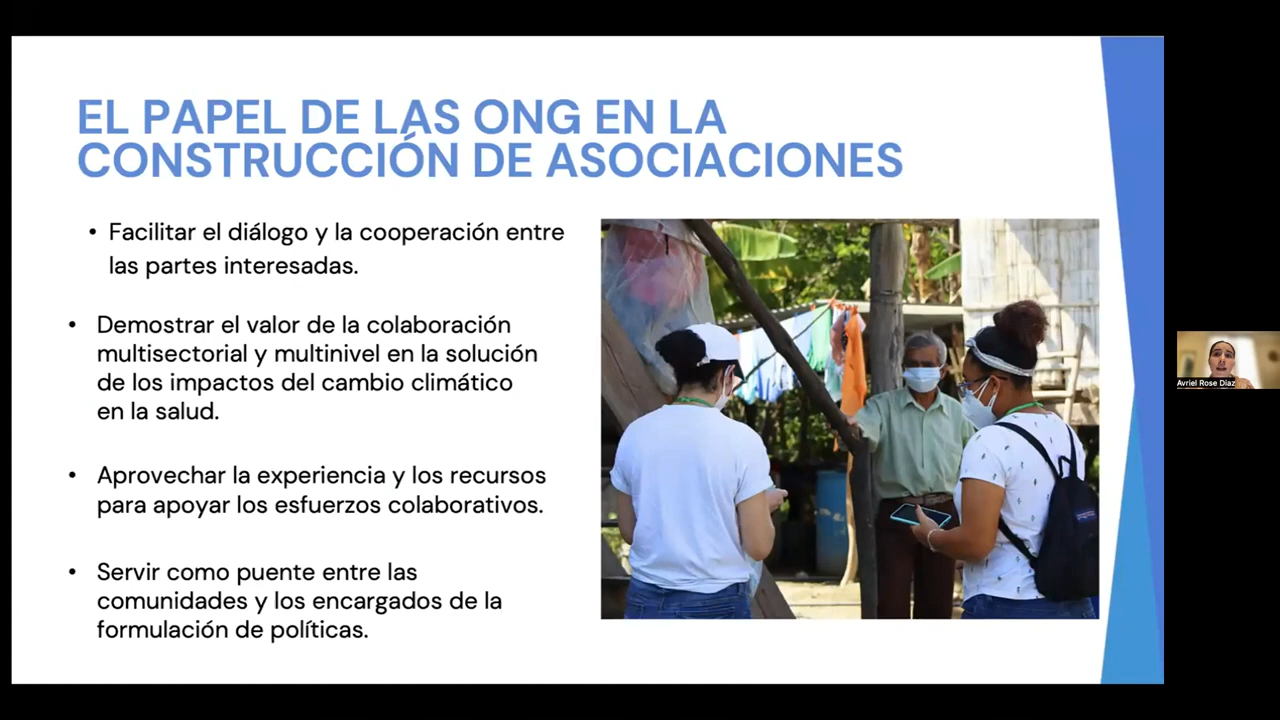 EL PAPEL DE LAS ONG EN LA
CONSTRUCCIÓN DE ASOCIACIONES
• Facilitar el diálogo y la cooperación entre
las partes interesadas.
• Demostrar el valor de la colaboración
multisectorial y multinivel en la solución
de los impactos del cambio climático
en la salud.
• Aprovechar la experiencia y los recursos
para apoyar los esfuerzos colaborativos.
• Servir como puente entre las
comunidades y los encargados de la
formulación de políticas.
Avriel Rose Diaz